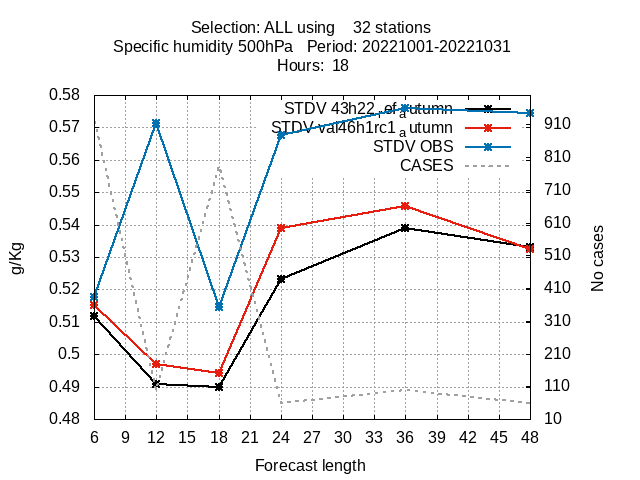 Selection: ALL using 32 stations
Specific humidity 500hPa Period: 20221001-20221031
Hours: 18
STDV 43h22_ref_autumn
STDV val46h1rc1_autumn
STDV OBS
CASES
0.58
0.57
0.56
0.55
0.54
0.53
0.52
0.51
0.5
0.49
0.48
g/Kg
910
810
710
610
510
410
310
210
110
10
No cases
6 9 12 15 18 21 24 27 30 33 36 39 42 45 48
Forecast length